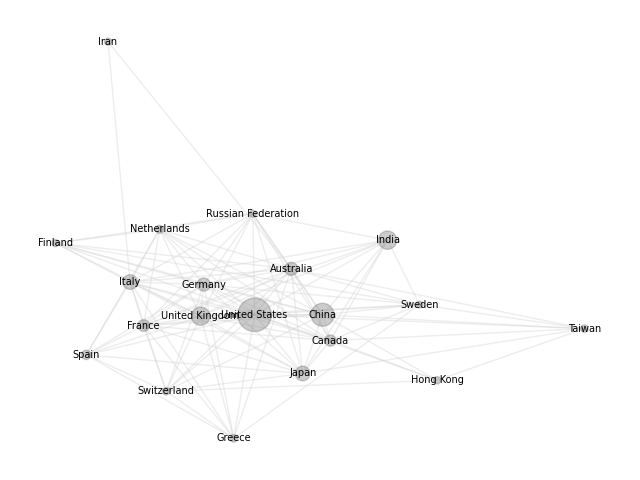 Iran
Russian Federation
Netherlands
India
Finland
Australia
Italy
Germany
Sweden
United Kingdom
United States
China
Taiwan
France
Canada
Spain
Japan
Hong Kong
Switzerland
Greece